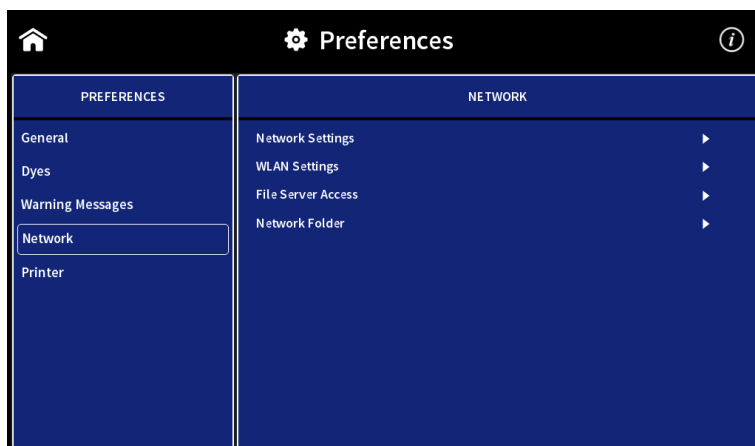 Preferences
PREFERENCES
General
Dyes
Warning Messages
Network
Printer
NETWORK
Network Settings
WLAN Settings
File Server Access
Network Folder